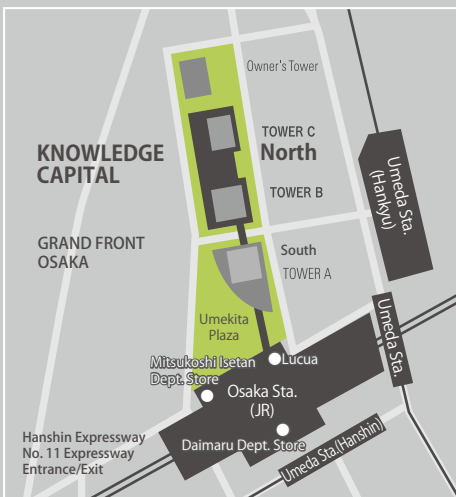 Owner's Tower
TOWER C
North
KNOWLEDGE
CAPITAL
TOWER B
Umeda Sta.
(Hankyu)
GRAND FRONT
OSAKA
South
TOWER A
Umekita
Plaza
Umeda Sta.
Mitsukoshi Isetan
Dept. Store
Lucua
Osaka Sta.
(JR)
Hanshin Expressway
No. 11 Expressway
Entrance/Exit
Daimaru Dept. Store
Umeda Sta.(Hanshin)